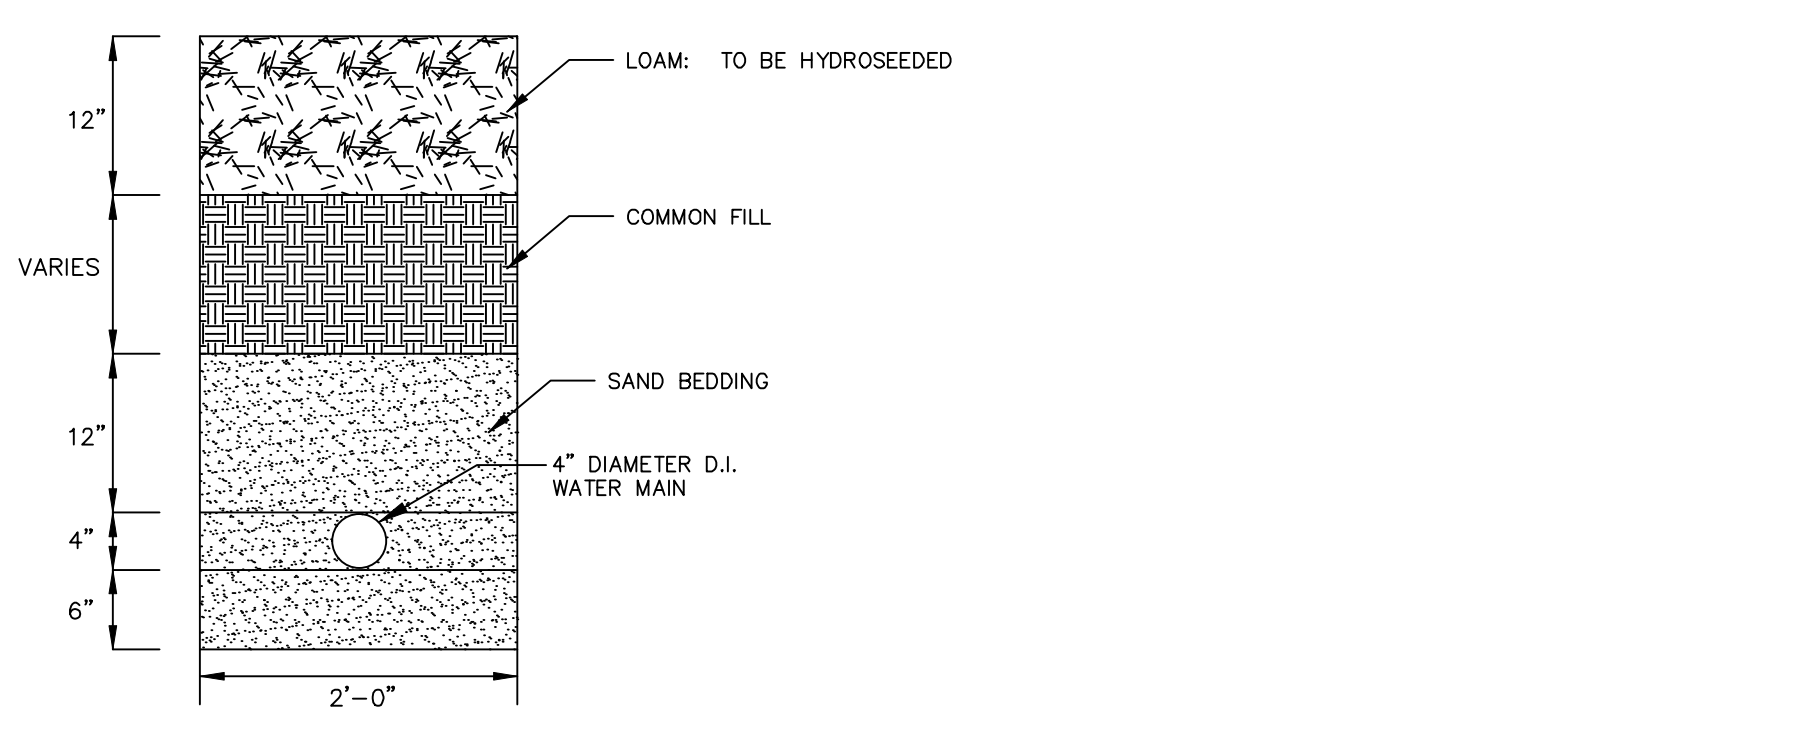 LOAM: TO BE HYDROSEEDED
12"
COMMON FILL
VARIES
SAND BEDDING
12"
4" DIAMETER D.I.
WATER MAIN
4"
6"
2'-0"